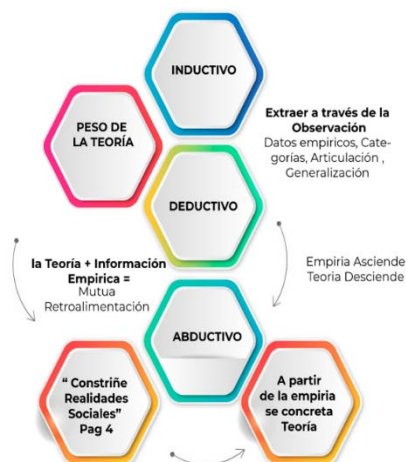 INDUCTIVO
PESO DE
LA TEORÍA
Extraer a través de la
Observación
Datos empiricos, Cate-
gorías, Articulación ,
Generalización
DEDUCTIVO
la Teoría + Información
Empirica =
Mutua
Retroalimentación
Empiria Asciende
Teoria Desciende
ABDUCTIVO
“ Constriñe
Realidades
Sociales”
Pag 4
A partir
de la empiria
se concreta
Teoría